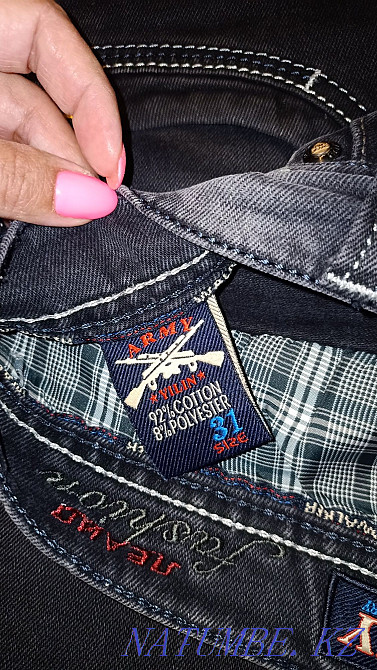 ARMY
YILIN
92% COTTON
8% POLYESTER
31
SIZE
fashion
NATUMBE. KZ